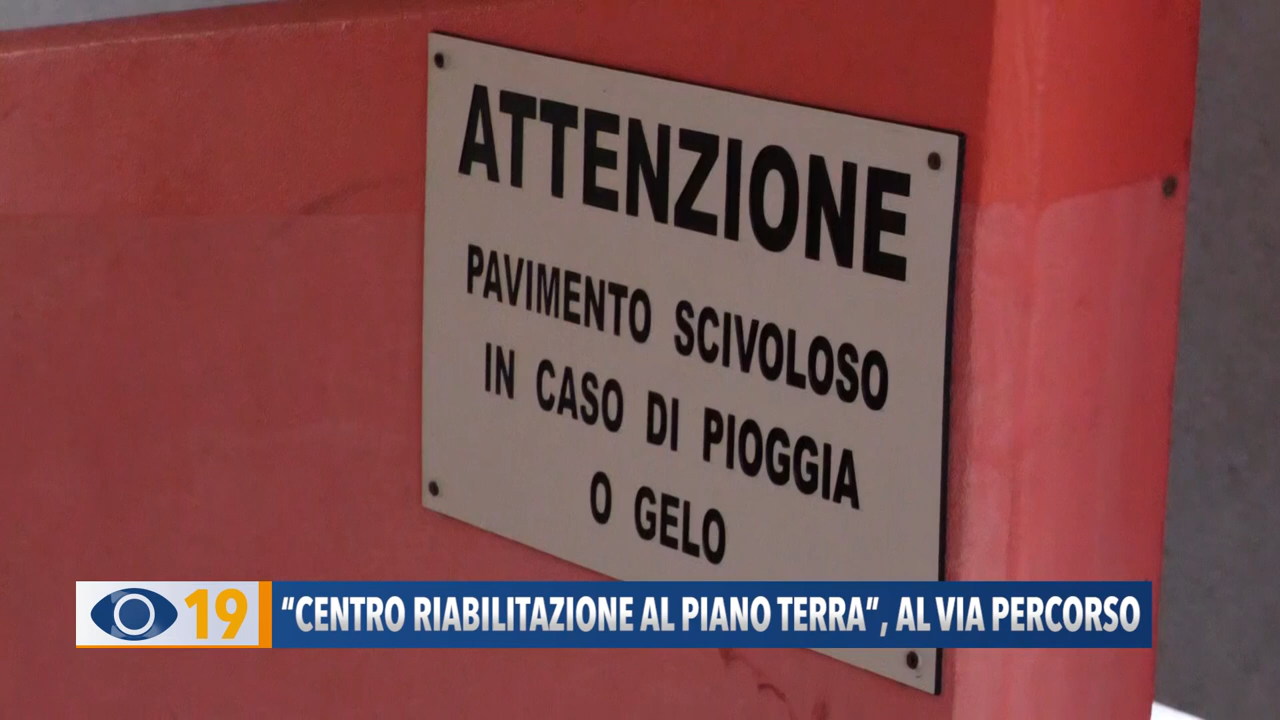 ATTENZIONE
PAVIMENTO SCIVOLOSO
IN CASO DI PIOGGIA
O GELO
19
“CENTRO RIABILITAZIONE AL PIANO TERRA“, AL VIA PERCORSO